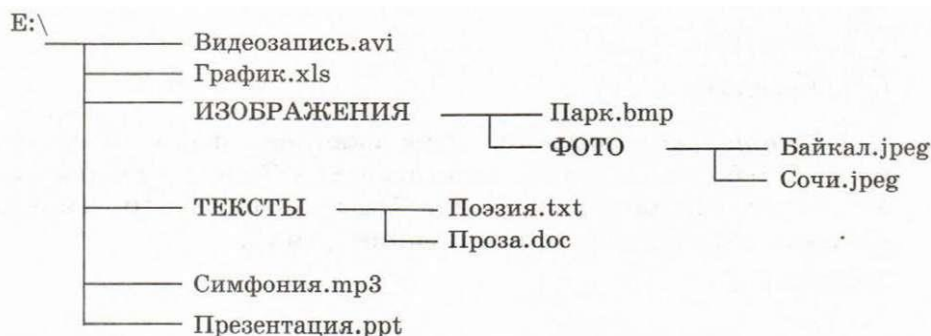 E:\
Видеозапись.avi
График.xls
ИЗОБРАЖЕНИЯ Парк.bmp
ФОТО Байкал.jpeg
Сочи.jpeg
ТЕКСТЫ Поэзия.txt
Проза.doc
Симфония.mp3
Презентация.ppt